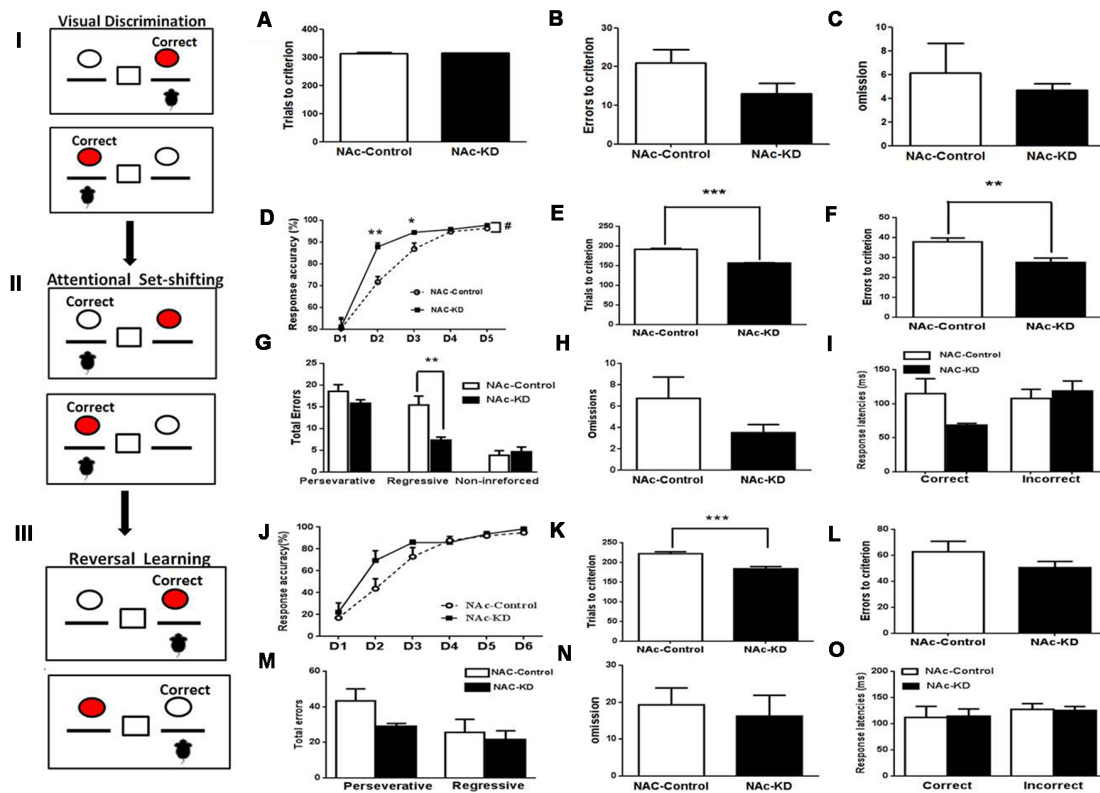 I
Visual Discrimination
Correct
Correct
II
Attentional Set-shifting
Correct
Correct
III
Reversal Learning
Correct
Correct
A
Trials to criterion
400
300
200
100
0
NAc-Control
NAc-KD
B
Errors to criterion
30
20
10
0
NAc-Control
NAc-KD
C
omission
10
8
6
4
2
0
NAc-Control
NAc-KD
D
Response accuracy (%)
100
90
80
70
60
50
**
*
#
NAC-Control
NAC-KD
D1 D2 D3 D4 D5
E
***
Trials to criterion
300
250
200
150
100
50
0
NAc-Control
NAc-KD
F
**
Errors to criterion
50
40
30
20
10
0
NAc-Control
NAc-KD
G
Total Errors
25
20
15
10
5
0
**
NAc-Control
NAc-KD
Persevarative Regressive Non-inreforced
H
Omissions
10
8
6
4
2
0
NAc-Control
NAc-KD
I
Response latencies (ms)
150
100
50
0
NAC-Control
NAC-KD
Correct Incorrect
J
Response accuracy(%)
100
80
60
40
20
0
NAc-Control
NAc-KD
D1 D2 D3 D4 D5 D6
K
***
Trials to criterion
300
250
200
150
100
50
0
NAc-Control
NAc-KD
L
Errors to criterion
80
60
40
20
0
NAc-Control
NAc-KD
M
Total errors
60
40
20
0
NAC-Control
NAC-KD
Perseverative Regressive
N
omission
30
20
10
0
NAC-Control
NAc-KD
O
Response latencies (ms)
200
150
100
50
0
NAC-Control
NAc-KD
Correct Incorrect